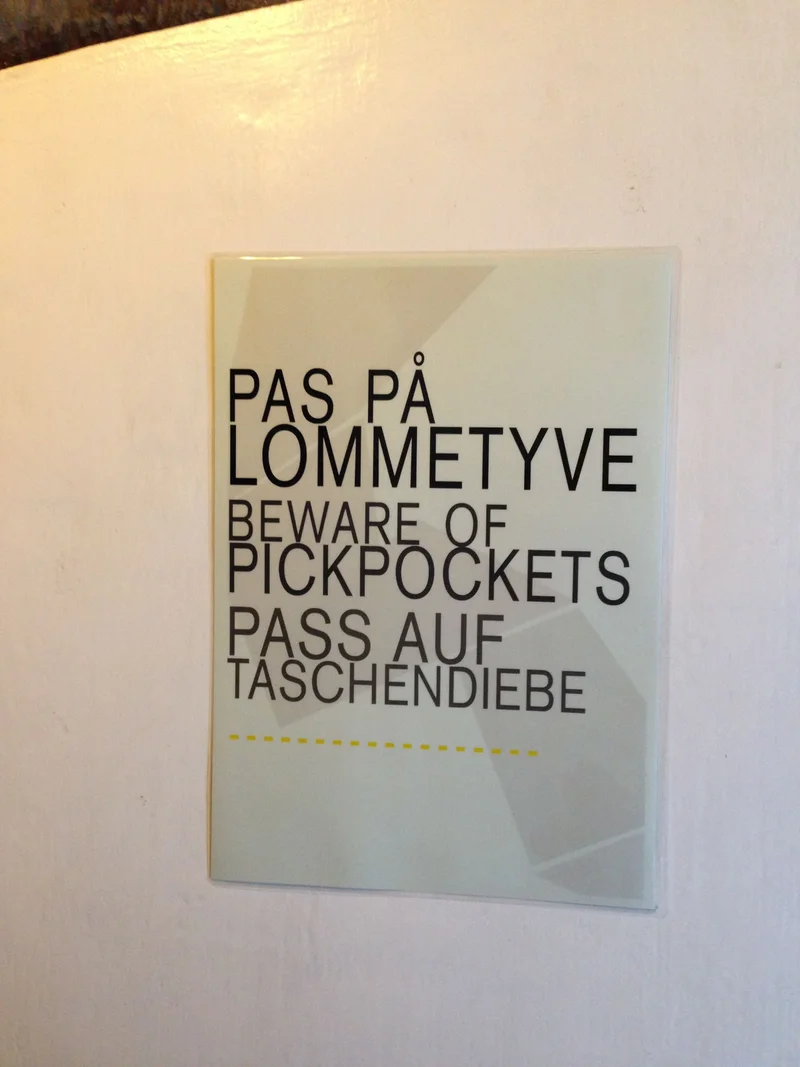 PAS PÅ
LOMMETYVE
BEWARE OF
PICKPOCKETS
PASS AUF
TASCHENDIEBE